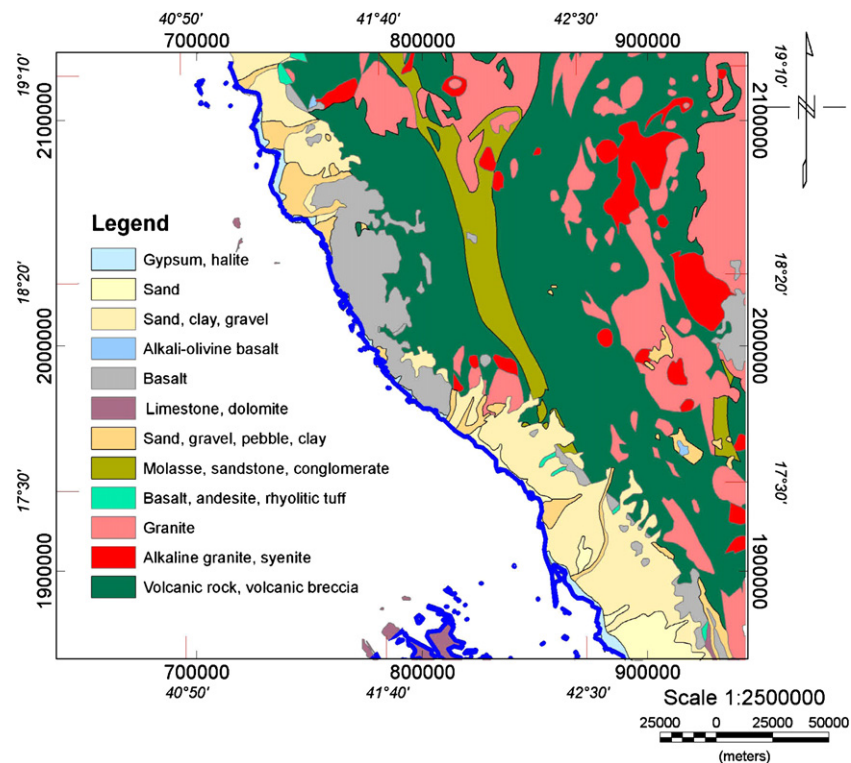 40°50' 41°40' 42°30'
700000 800000 900000
19°10' 19°10'
2100000 2100000
Legend
Gypsum, halite
Sand
Sand, clay, gravel
Alkali-olivine basalt
Basalt
Limestone, dolomite
Sand, gravel, pebble, clay
Molasse, sandstone, conglomerate
Basalt, andesite, rhyolitic tuff
Granite
Alkaline granite, syenite
Volcanic rock, volcanic breccia
18°20' 18°20'
2000000 2000000
17°30' 17°30'
1900000 1900000
700000 800000 900000
40°50' 41°40' 42°30'
Scale 1:2500000
25000 0 25000 50000
(meters)